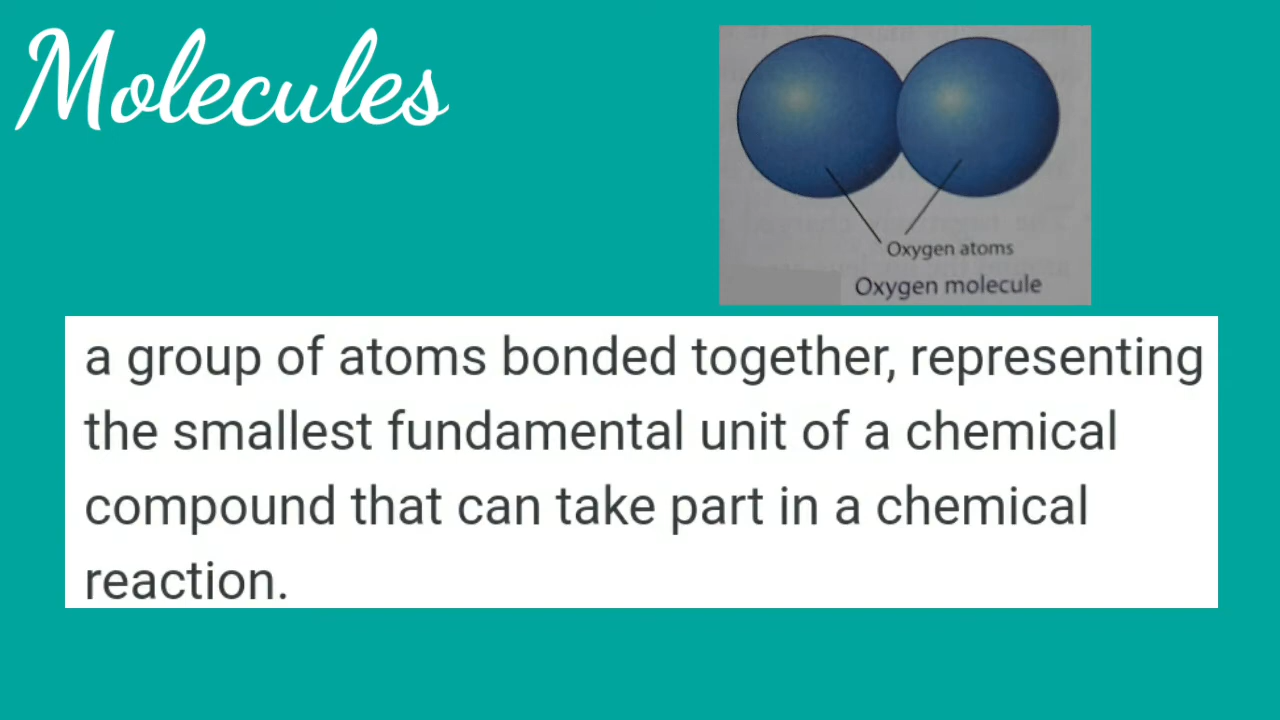 Molecules
Oxygen atoms
Oxygen molecule
a group of atoms bonded together, representing
the smallest fundamental unit of a chemical
compound that can take part in a chemical
reaction.